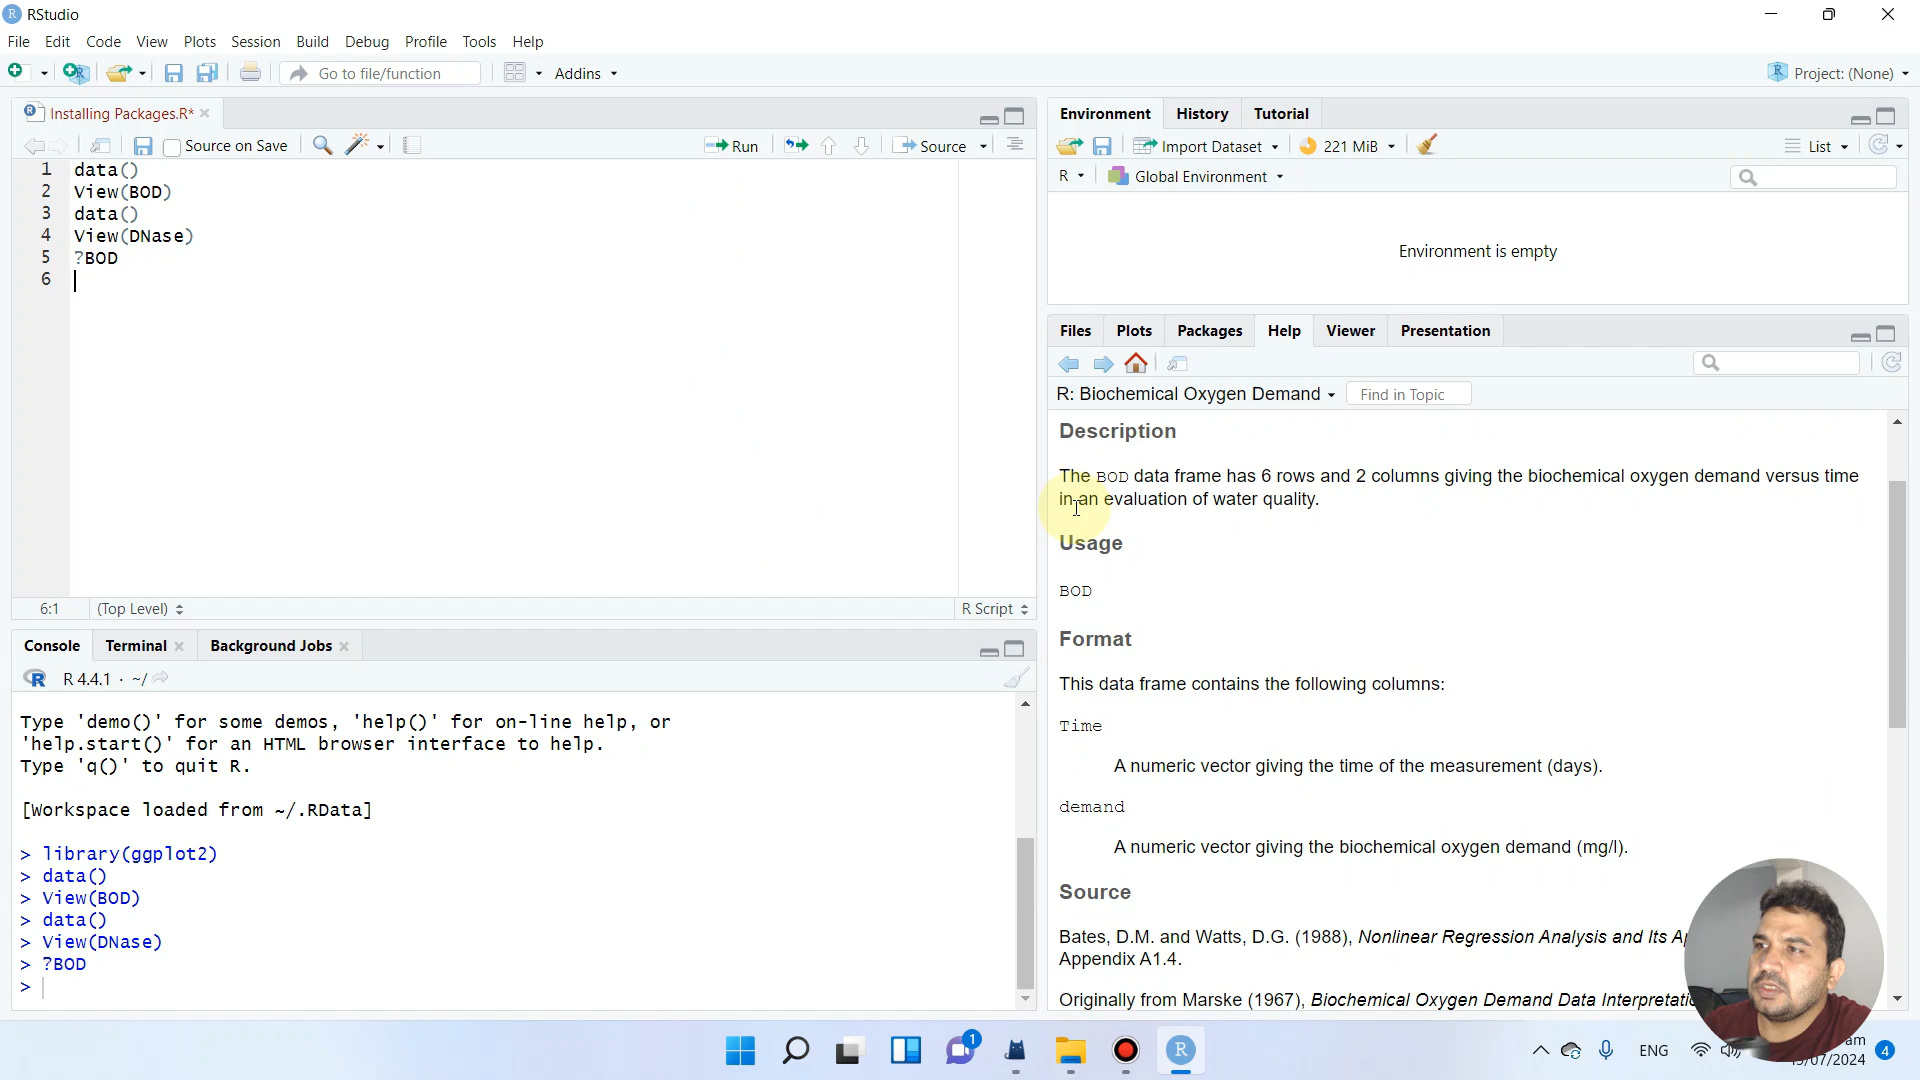 RStudio
File Edit Code View Plots Session Build Debug Profile Tools Help
Go to file/function Addins Project: (None)
Installing Packages.R*
Source on Save Run Source
1 data()
2 View(BOD)
3 data()
4 View(DNase)
5 ?BOD
6
6:1 (Top Level) R Script
Console Terminal Background Jobs
R 4.4.1 · ~/
Type 'demo()' for some demos, 'help()' for on-line help, or
'help.start()' for an HTML browser interface to help.
Type 'q()' to quit R.
[Workspace loaded from ~/.RData]
> library(ggplot2)
> data()
> View(BOD)
> data()
> View(DNase)
> ?BOD
>
Environment History Tutorial
Import Dataset 221 MiB List
R Global Environment
Environment is empty
Files Plots Packages Help Viewer Presentation
R: Biochemical Oxygen Demand Find in Topic
Description
The BOD data frame has 6 rows and 2 columns giving the biochemical oxygen demand versus time
in an evaluation of water quality.
Usage
BOD
Format
This data frame contains the following columns:
Time
A numeric vector giving the time of the measurement (days).
demand
A numeric vector giving the biochemical oxygen demand (mg/l).
Source
Bates, D.M. and Watts, D.G. (1988), Nonlinear Regression Analysis and Its
Appendix A1.4.
Originally from Marske (1967), Biochemical Oxygen Demand Data
1
ENG
am
/07/2024
4